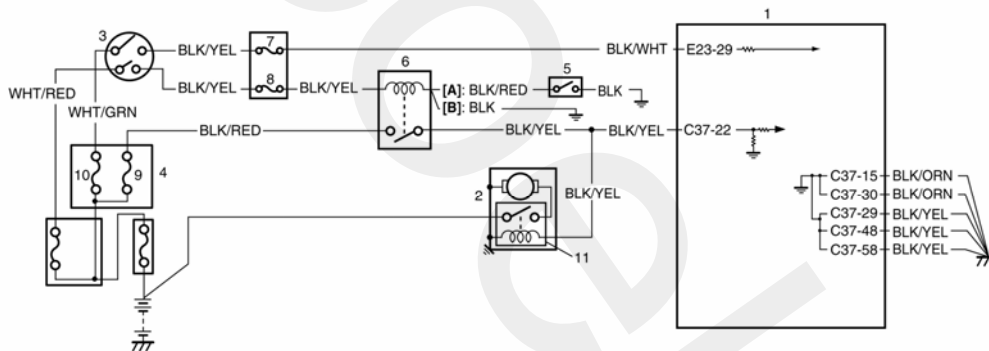 1
3
7
BLK/YEL
BLK/WHT
E23-29
6
5
8
BLK/YEL
BLK/YEL
[A]: BLK/RED
BLK
[B]: BLK
WHT/RED
WHT/GRN
BLK/RED
BLK/YEL
BLK/YEL
C37-22
10
9
4
2
BLK/YEL
11
C37-15
BLK/ORN
C37-30
BLK/ORN
C37-29
BLK/YEL
C37-48
BLK/YEL
C37-58
BLK/YEL